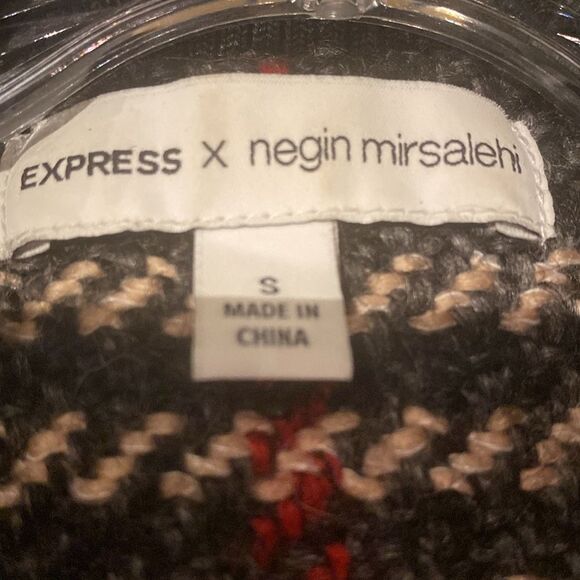 EXPRESS X negin mirsalehi
S
MADE IN
CHINA